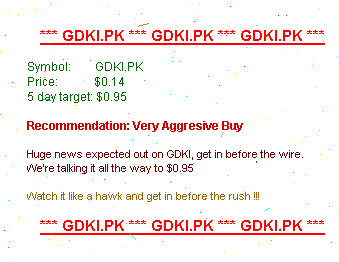 *** GDKI.PK *** GDKI.PK *** GDKI.PK ***
Symbol: GDKI.PK
Price: $0.14
5 day target: $0.95
Recommendation: Very Aggresive Buy
Huge news expected out on GDKI, get in before the wire.
We're talking it all the way to $0.95
Watch it like a hawk and get in before the rush !!!
*** GDKI.PK *** GDKI.PK *** GDKI.PK ***